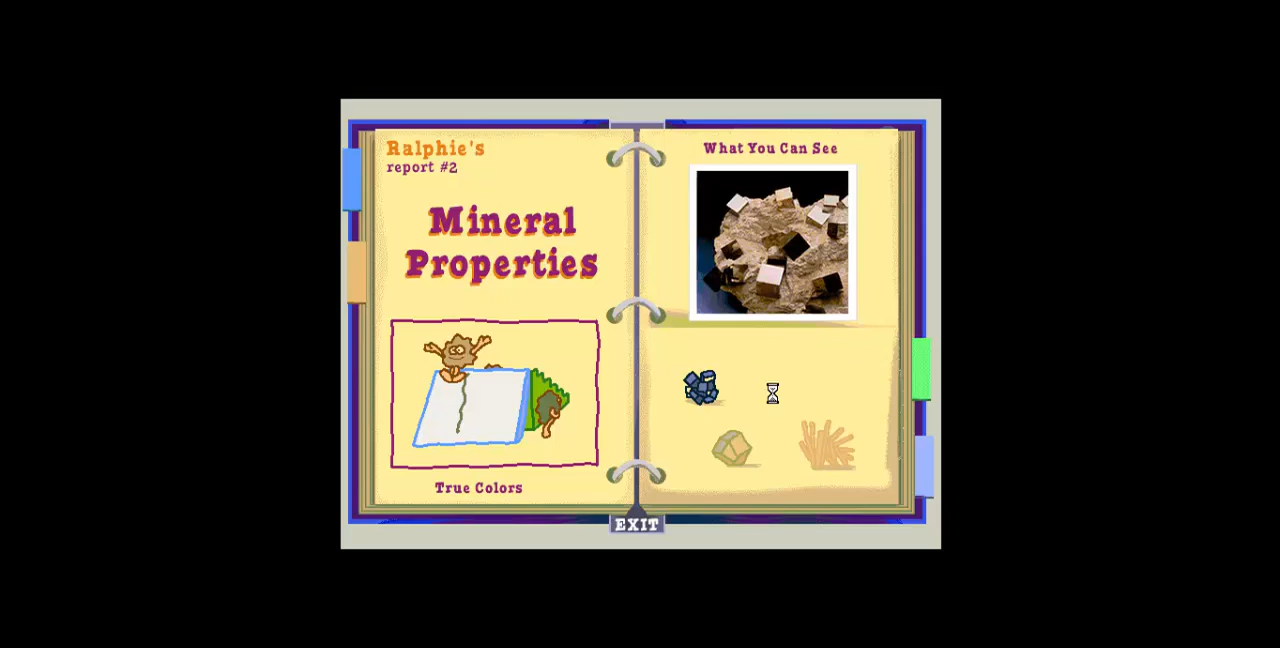 Ralphie's
report #2
Mineral
Properties
True Colors
What You Can See
EXIT